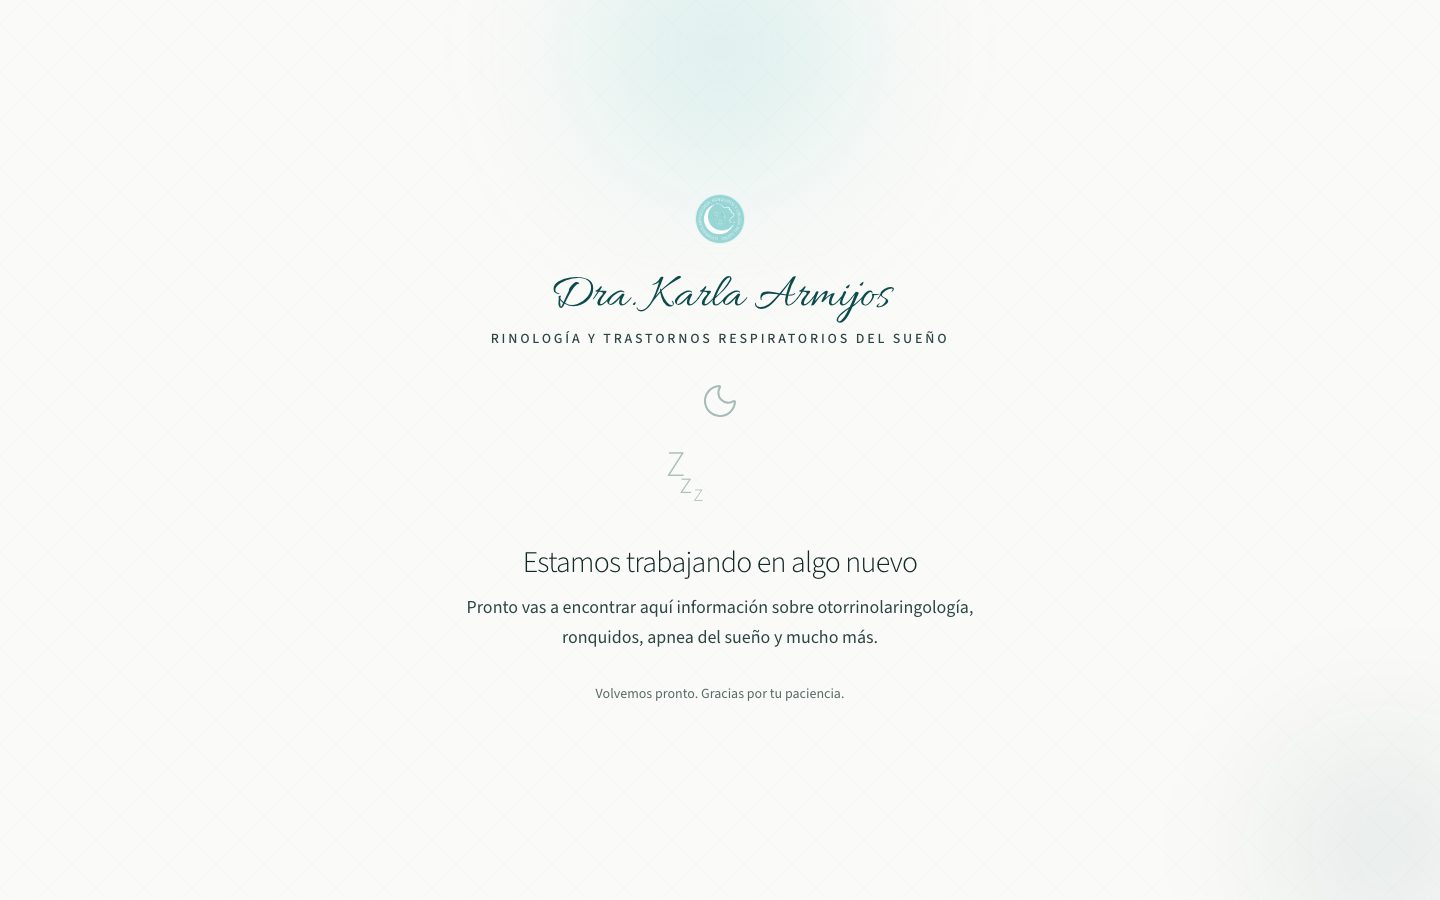 Dra. Karla Armijos
RINOLOGÍA Y TRASTORNOS RESPIRATORIOS DEL SUEÑO
Z
Z
Z
Estamos trabajando en algo nuevo
Pronto vas a encontrar aquí información sobre otorrinolaringología,
ronquidos, apnea del sueño y mucho más.
Volvemos pronto. Gracias por tu paciencia.